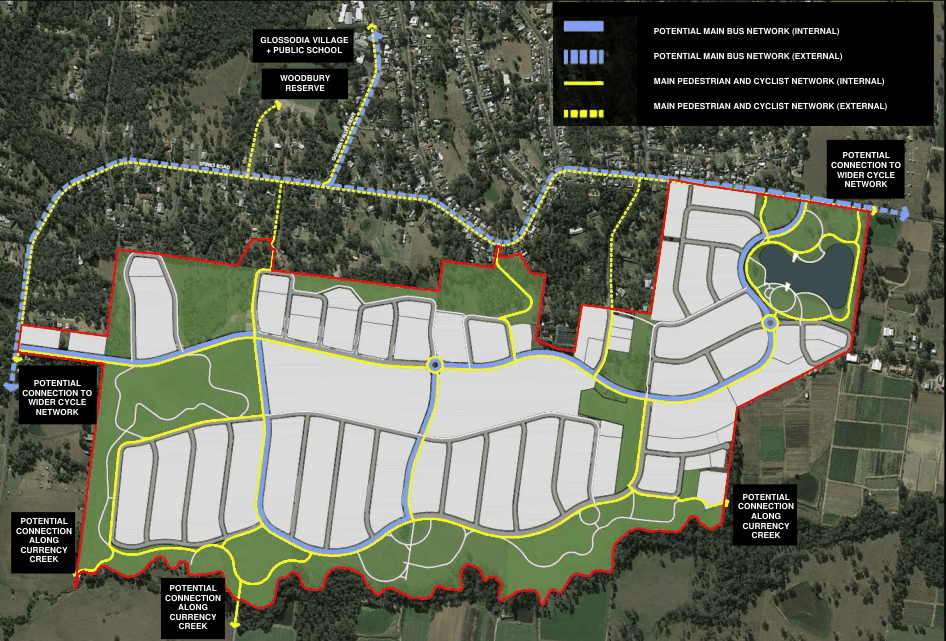 GLOSSODIA VILLAGE
+ PUBLIC SCHOOL
WOODBURY
RESERVE
POTENTIAL MAIN BUS NETWORK (INTERNAL)
POTENTIAL MAIN BUS NETWORK (EXTERNAL)
MAIN PEDESTRIAN AND CYCLIST NETWORK (INTERNAL)
MAIN PEDESTRIAN AND CYCLIST NETWORK (EXTERNAL)
POTENTIAL
CONNECTION TO
WIDER CYCLE
NETWORK
SPINKS ROAD
POTENTIAL
CONNECTION TO
WIDER CYCLE
NETWORK
POTENTIAL
CONNECTION
ALONG
CURRENCY
CREEK
POTENTIAL
CONNECTION
ALONG
CURRENCY
CREEK
POTENTIAL
CONNECTION
ALONG
CURRENCY
CREEK